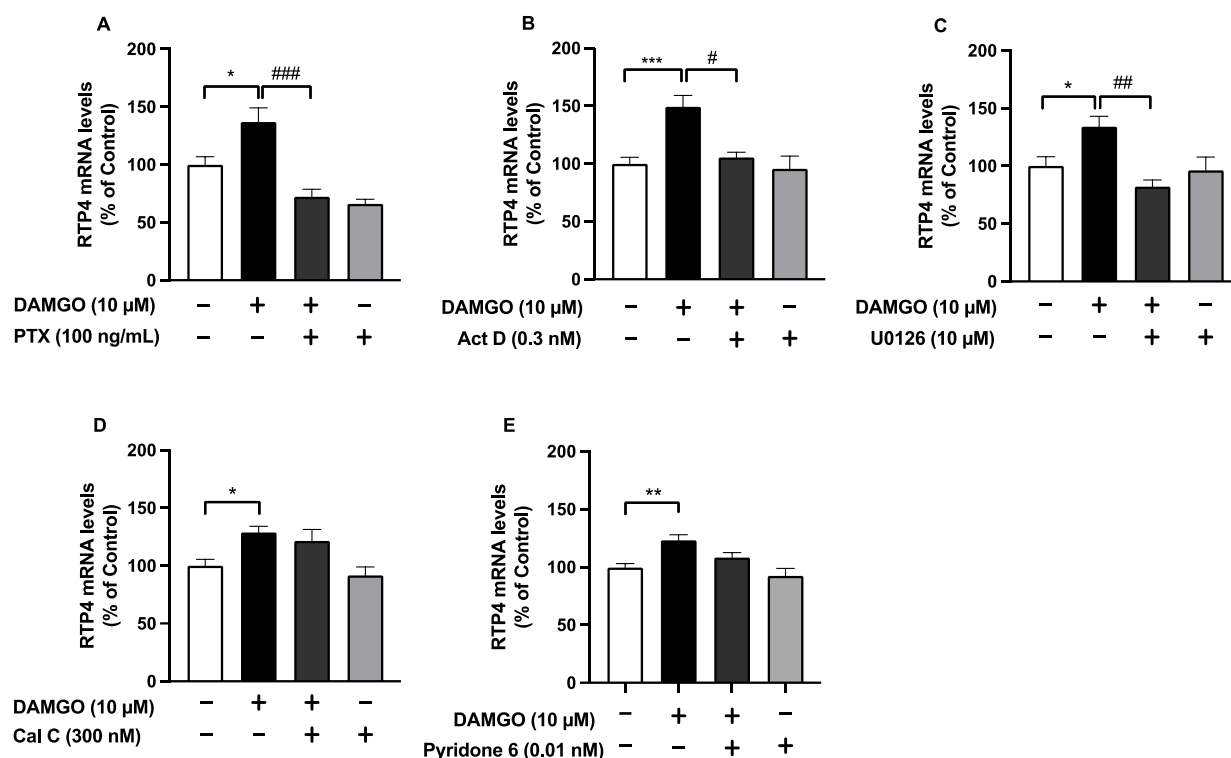 A
200
150
100
50
0
RTP4 mRNA levels
(% of Control)
* ###
DAMGO (10 µM) − + + −
PTX (100 ng/mL) − − + +
B
200
150
100
50
0
RTP4 mRNA levels
(% of Control)
*** #
DAMGO (10 µM) − + + −
Act D (0.3 nM) − − + +
C
200
150
100
50
0
RTP4 mRNA levels
(% of Control)
* ##
DAMGO (10 µM) − + + −
U0126 (10 µM) − − + +
D
200
150
100
50
0
RTP4 mRNA levels
(% of Control)
*
DAMGO (10 µM) − + + −
Cal C (300 nM) − − + +
E
200
150
100
50
0
RTP4 mRNA levels
(% of Control)
**
DAMGO (10 µM) − + + −
Pyridone 6 (0.01 nM) − − + +